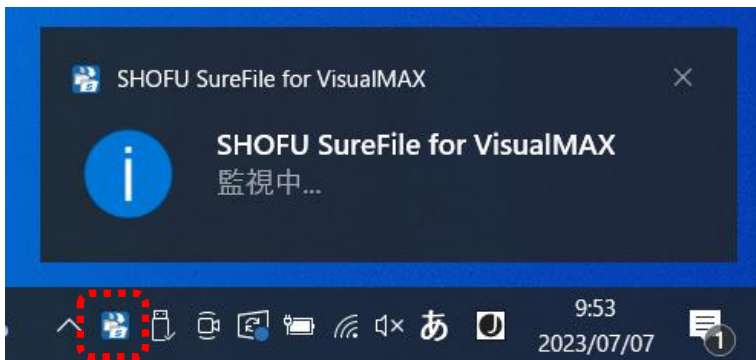 SHOFU SureFile for VisualMAX
SHOFU SureFile for VisualMAX
監視中...
あ
9:53
2023/07/07
1